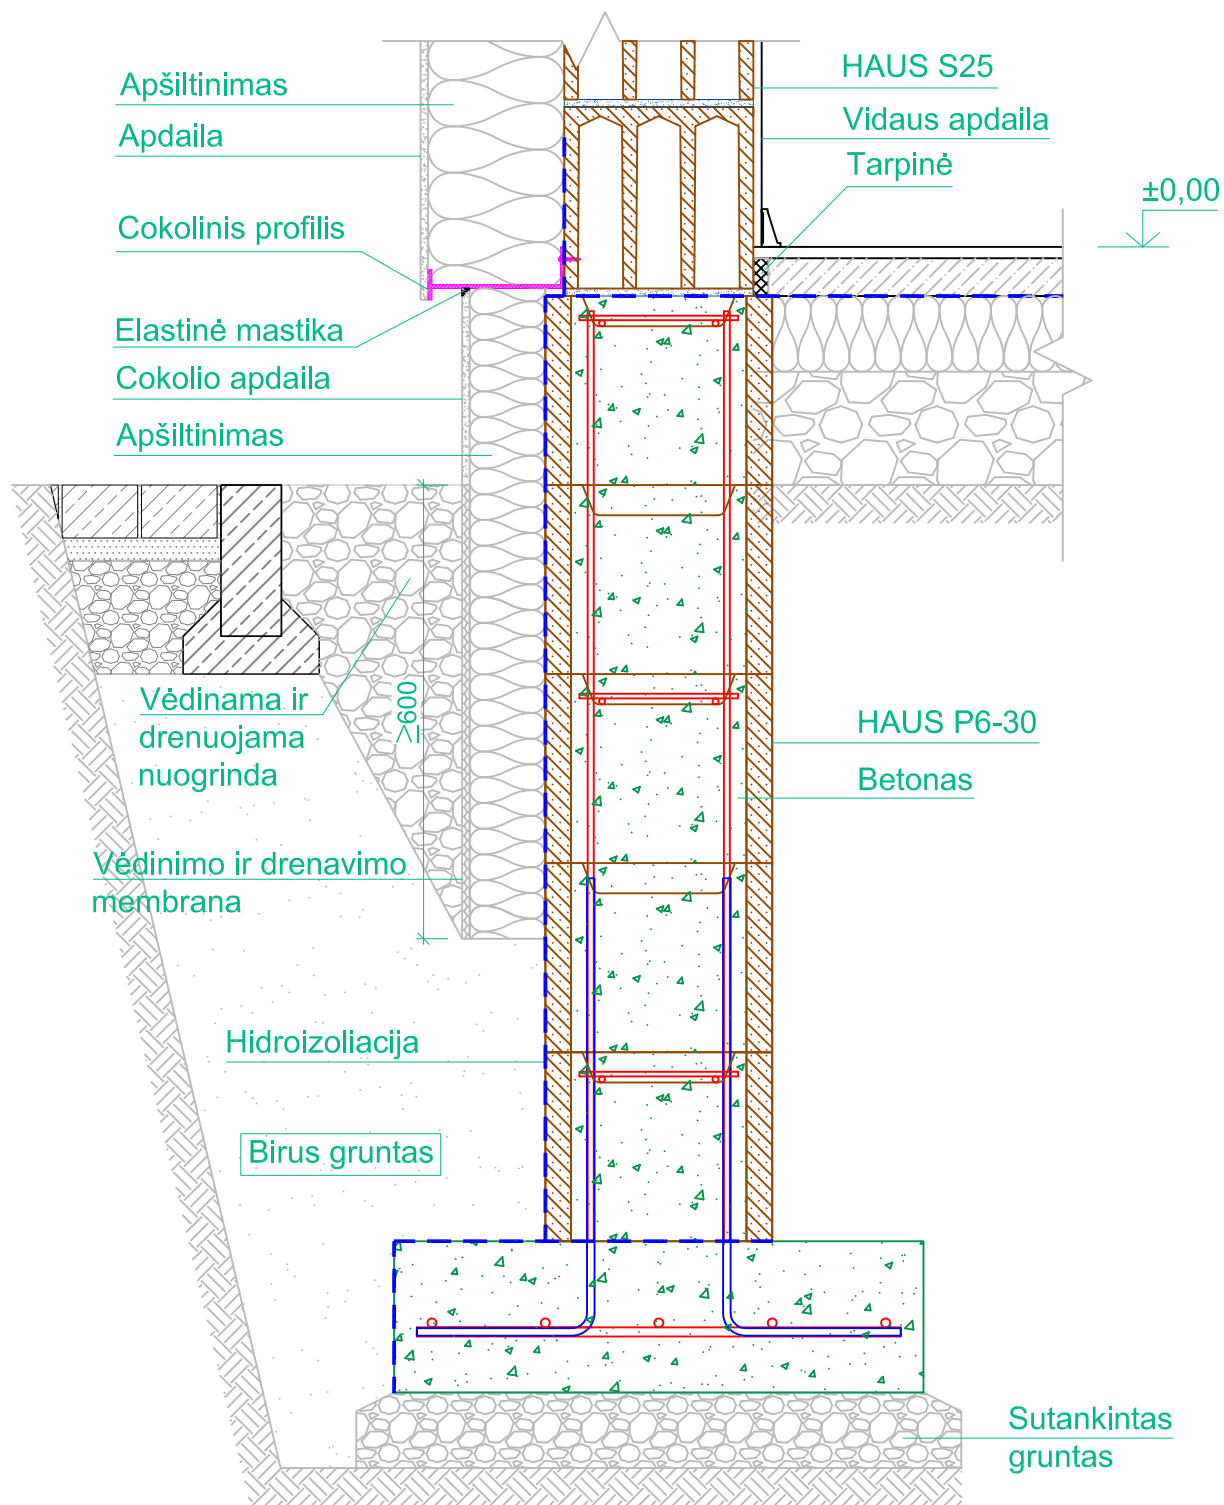 Apšiltinimas
Apdaila
Cokolinis profilis
Elastinė mastika
Cokolio apdaila
Apšiltinimas
HAUS S25
Vidaus apdaila
Tarpinė
±0,00
Vėdinama ir
drenuojama
nuogrinda
≥600
Vėdinimo ir drenavimo
membrana
HAUS P6-30
Betonas
Hidroizoliacija
Birus gruntas
Sutankintas
gruntas